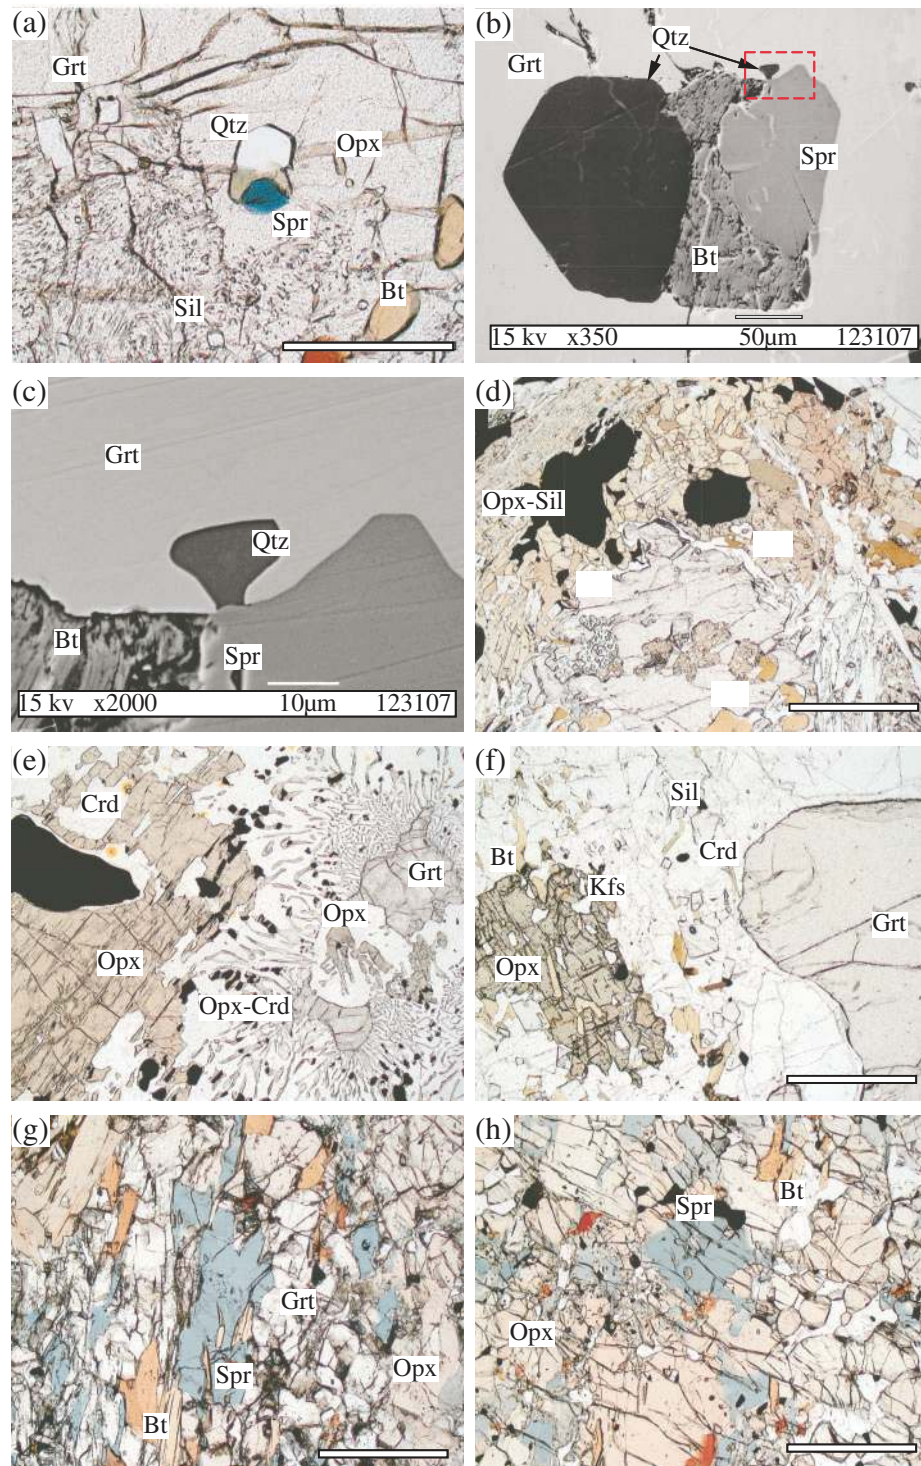 (a)
Grt
Qtz
Opx
Spr
Bt
Sil
(b)
Qtz
Grt
Spr
Bt
15 kv x350 50µm 123107
(c)
Grt
Qtz
Bt
Spr
15 kv x2000 10µm 123107
(d)
Opx-Sil
(e)
Crd
Grt
Opx
Opx
Opx-Crd
(f)
Sil
Bt
Crd
Kfs
Grt
Opx
(g)
Grt
Opx
Spr
Bt
(h)
Bt
Spr
Opx